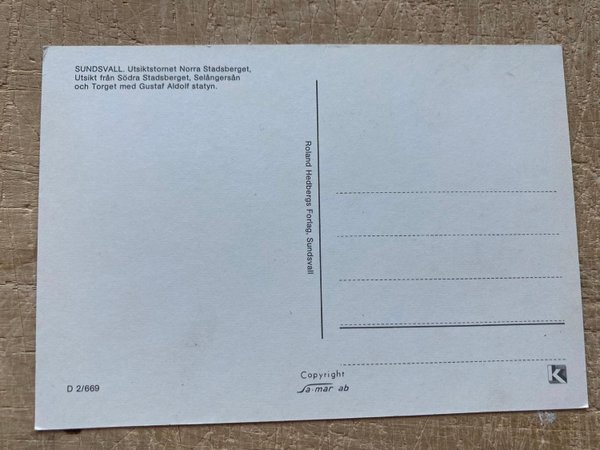 SUNDSVALL. Utsiktstornet Norra Stadsberget,
Utsikt från Södra Stadsberget, Selångersån
och Torget med Gustaf Aldolf statyn.
Roland Hedbergs Förlag, Sundsvall
D 2/669
Copyright
Sa-mar ab
K